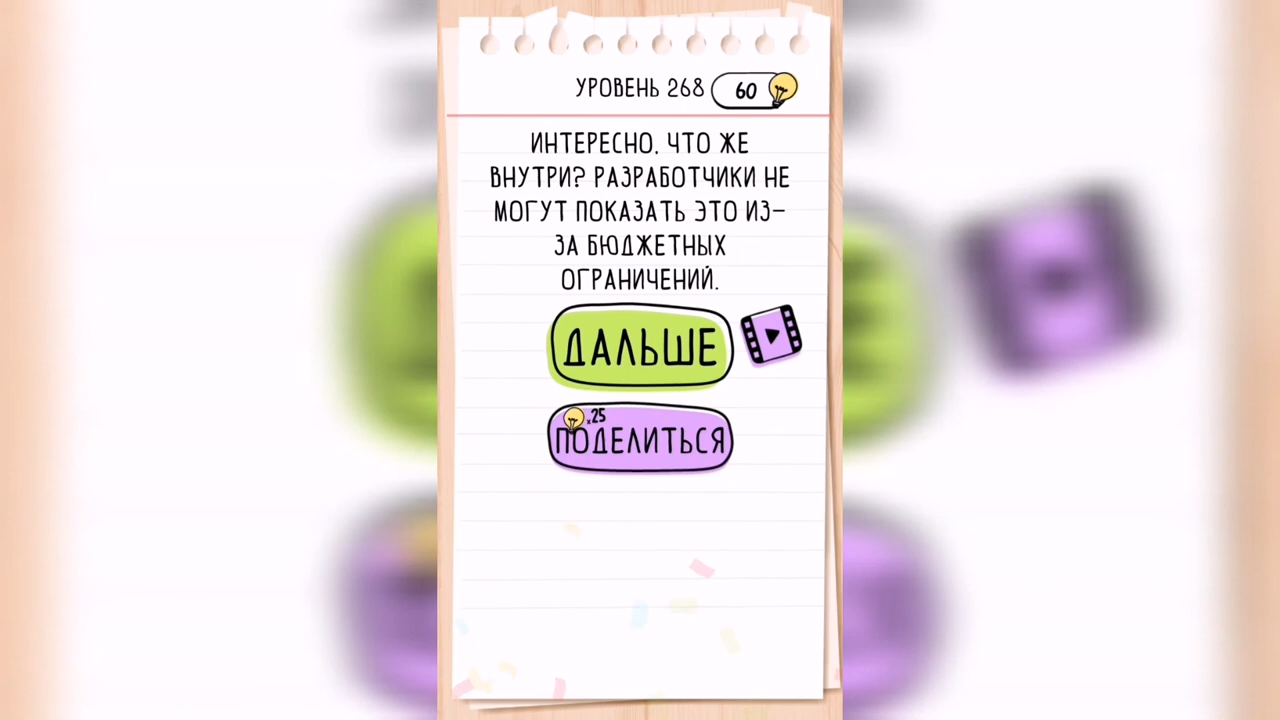 УРОВЕНЬ 268
60
ИНТЕРЕСНО, ЧТО ЖЕ
ВНУТРИ? РАЗРАБОТЧИКИ НЕ
МОГУТ ПОКАЗАТЬ ЭТО ИЗ-
ЗА БЮДЖЕТНЫХ
ОГРАНИЧЕНИЙ.
ДАЛЬШЕ
x25
ПОДЕЛИТЬСЯ